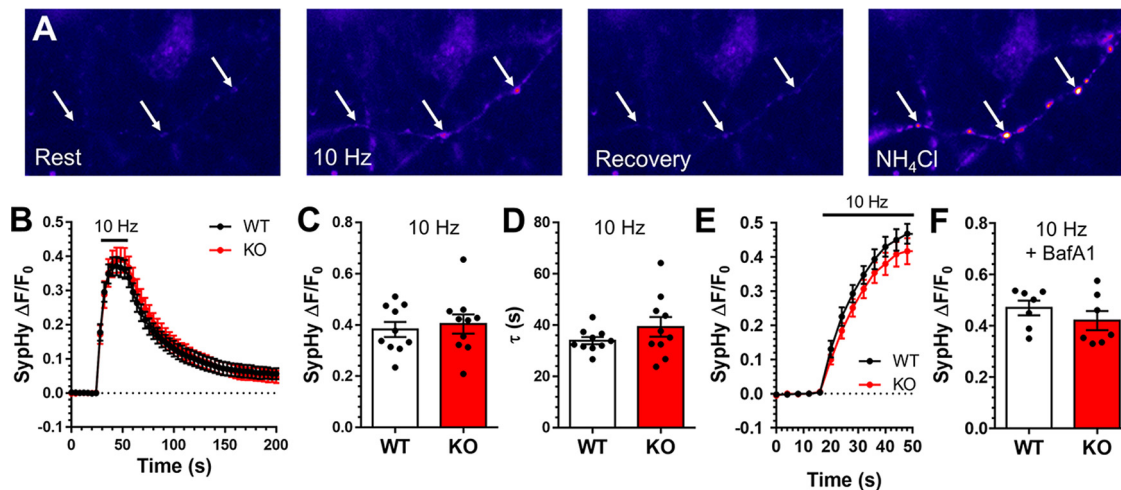 A
Rest
10 Hz
Recovery
NH₄Cl
B
10 Hz
WT
KO
SypHy ΔF/F₀
0.5
0.4
0.3
0.2
0.1
0.0
-0.1
0 50 100 150 200
Time (s)
C
10 Hz
SypHy ΔF/F₀
0.8
0.6
0.4
0.2
0.0
WT KO
D
10 Hz
τ (s)
80
60
40
20
0
WT KO
E
10 Hz
SypHy ΔF/F₀
0.5
0.4
0.3
0.2
0.1
0.0
-0.1
WT
KO
0 10 20 30 40 50
Time (s)
F
10 Hz
+ BafA1
SypHy ΔF/F₀
0.8
0.6
0.4
0.2
0.0
WT KO